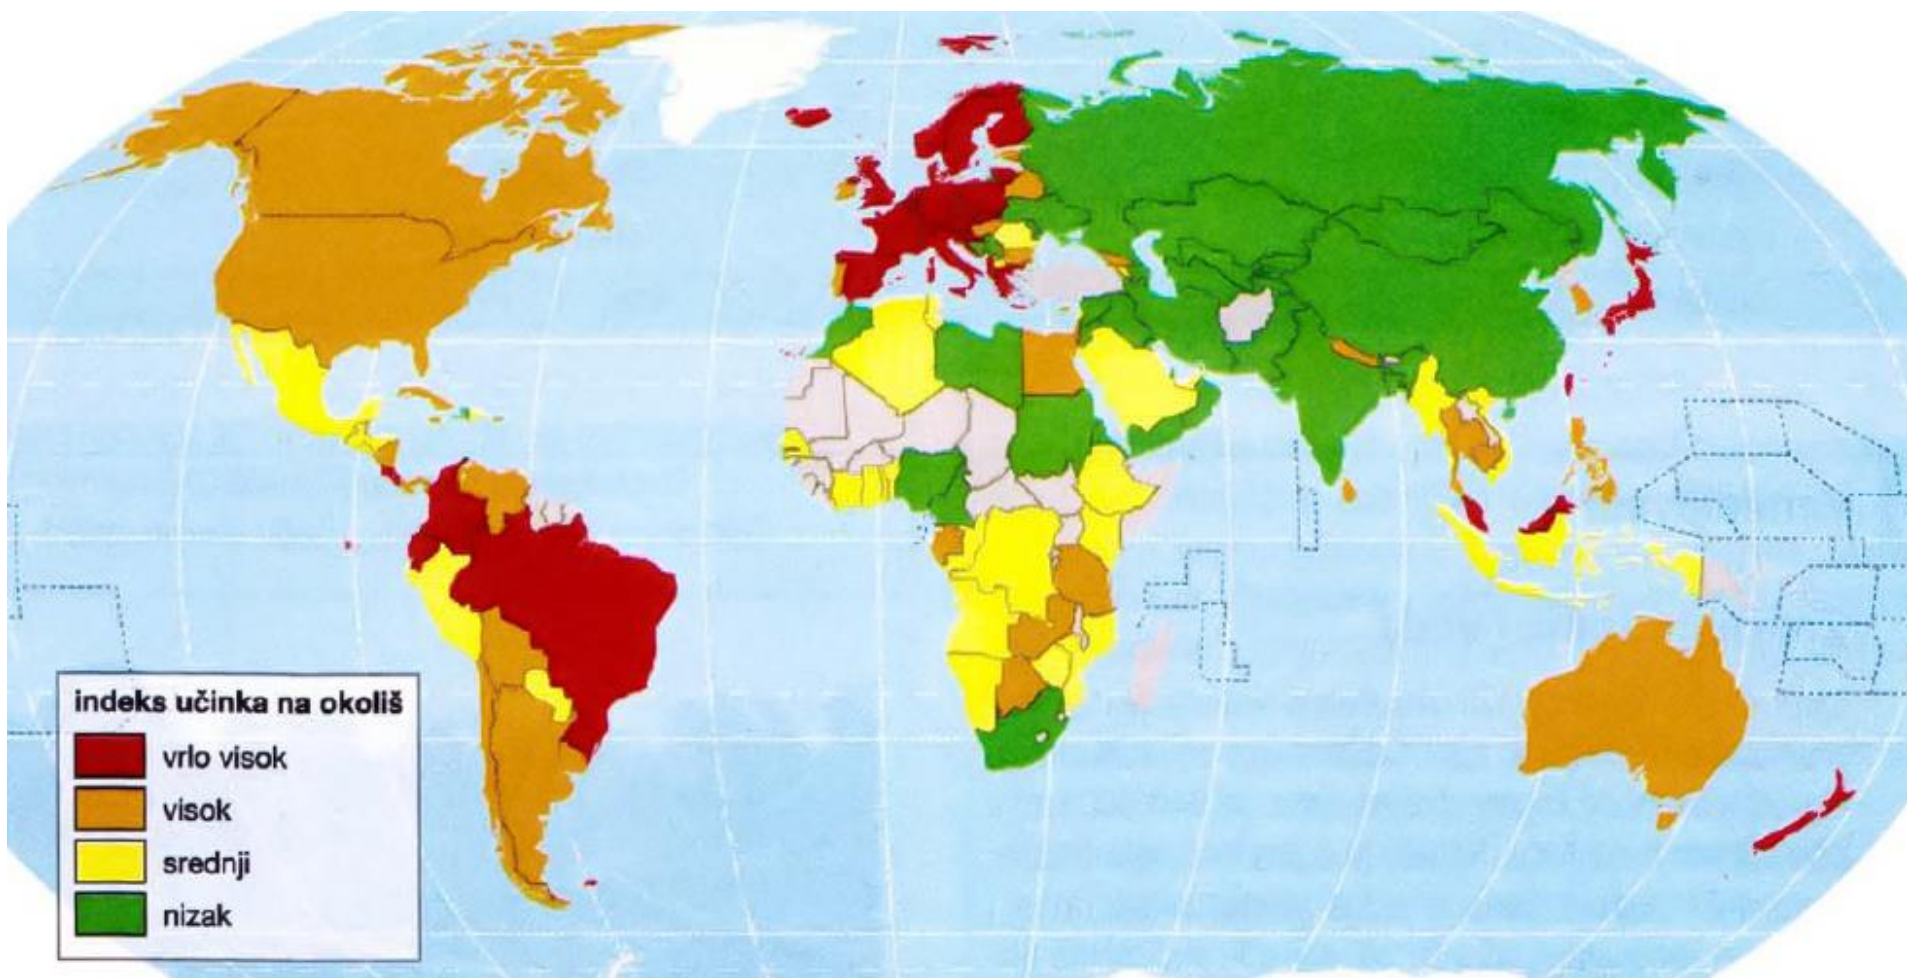 indeks učinka na okoliš
vrlo visok
visok
srednji
nizak